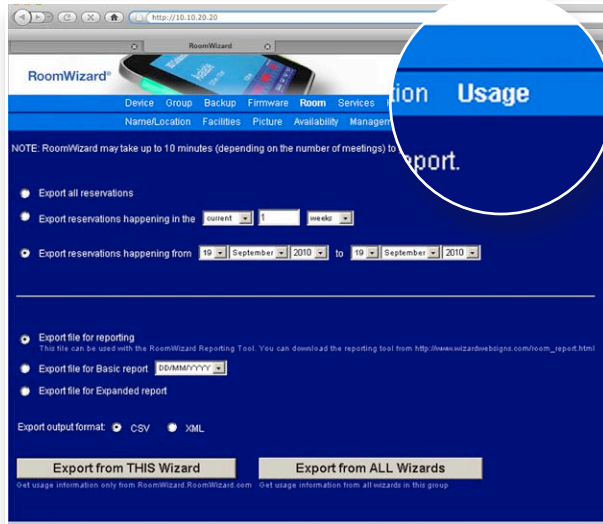 http://10.10.20.20
RoomWizard
RoomWizard®
Device Group Backup Firmware Room Services
Name/Location Facilities Picture Availability Managem
tion Usage
eport.
NOTE: RoomWizard may take up to 10 minutes (depending on the number of meetings) to
Export all reservations
Export reservations happening in the current 1 weeks
Export reservations happening from 19 September 2010 to 19 September 2010
Export file for reporting
This file can be used with the RoomWizard Reporting Tool. You can download the reporting tool from http://www.wizardwebsigns.com/room_report.html
Export file for Basic report DD/MM/YYYY
Export file for Expanded report
Export output format: CSV XML
Export from THIS Wizard Export from ALL Wizards
Get usage information only from RoomWizard.RoomWizard.com Get usage information from all wizards in this group